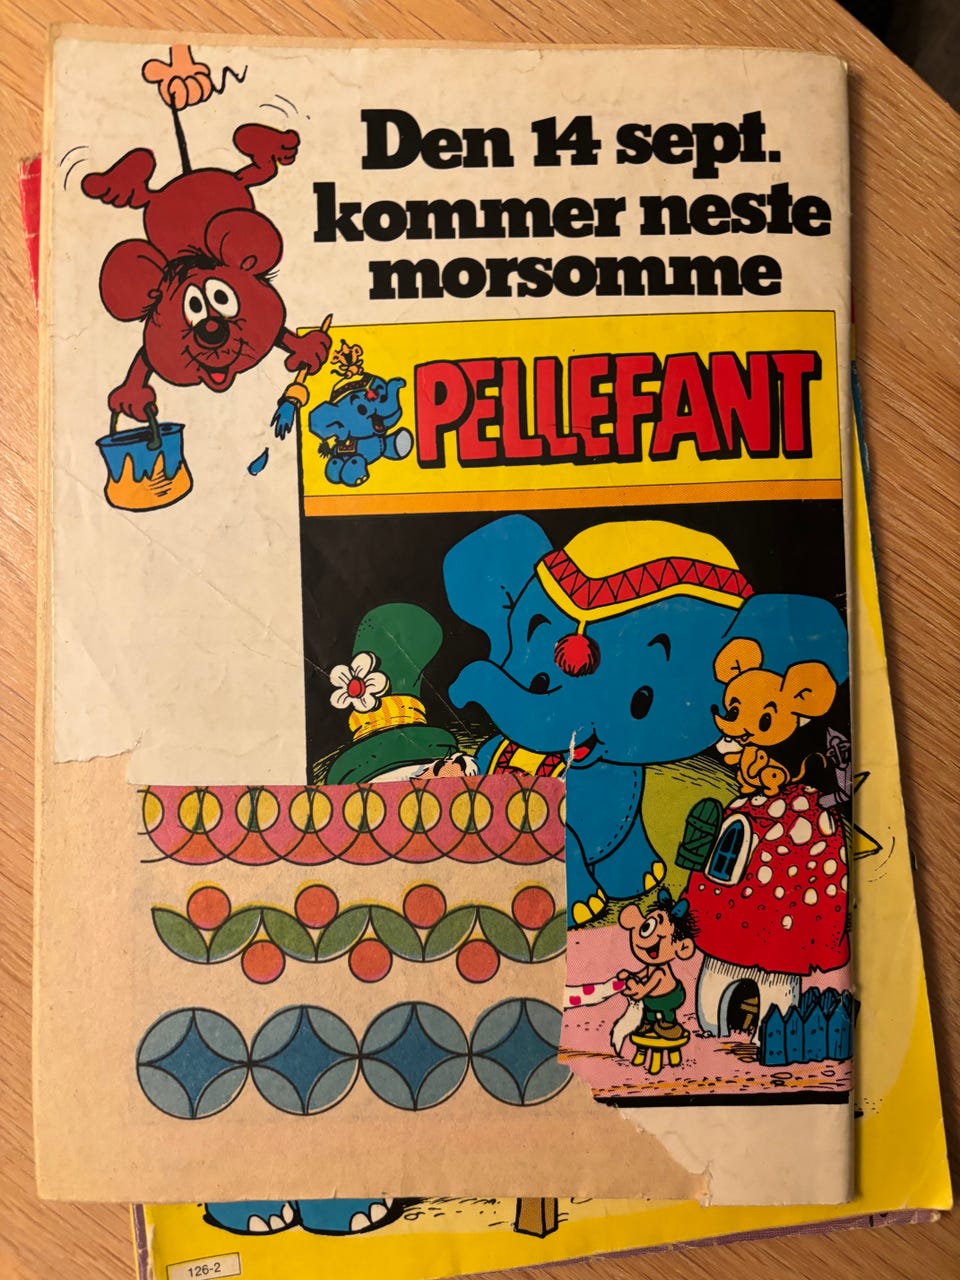 Den 14 sept.
kommer neste
morsomme
PELLEFANT
126-2